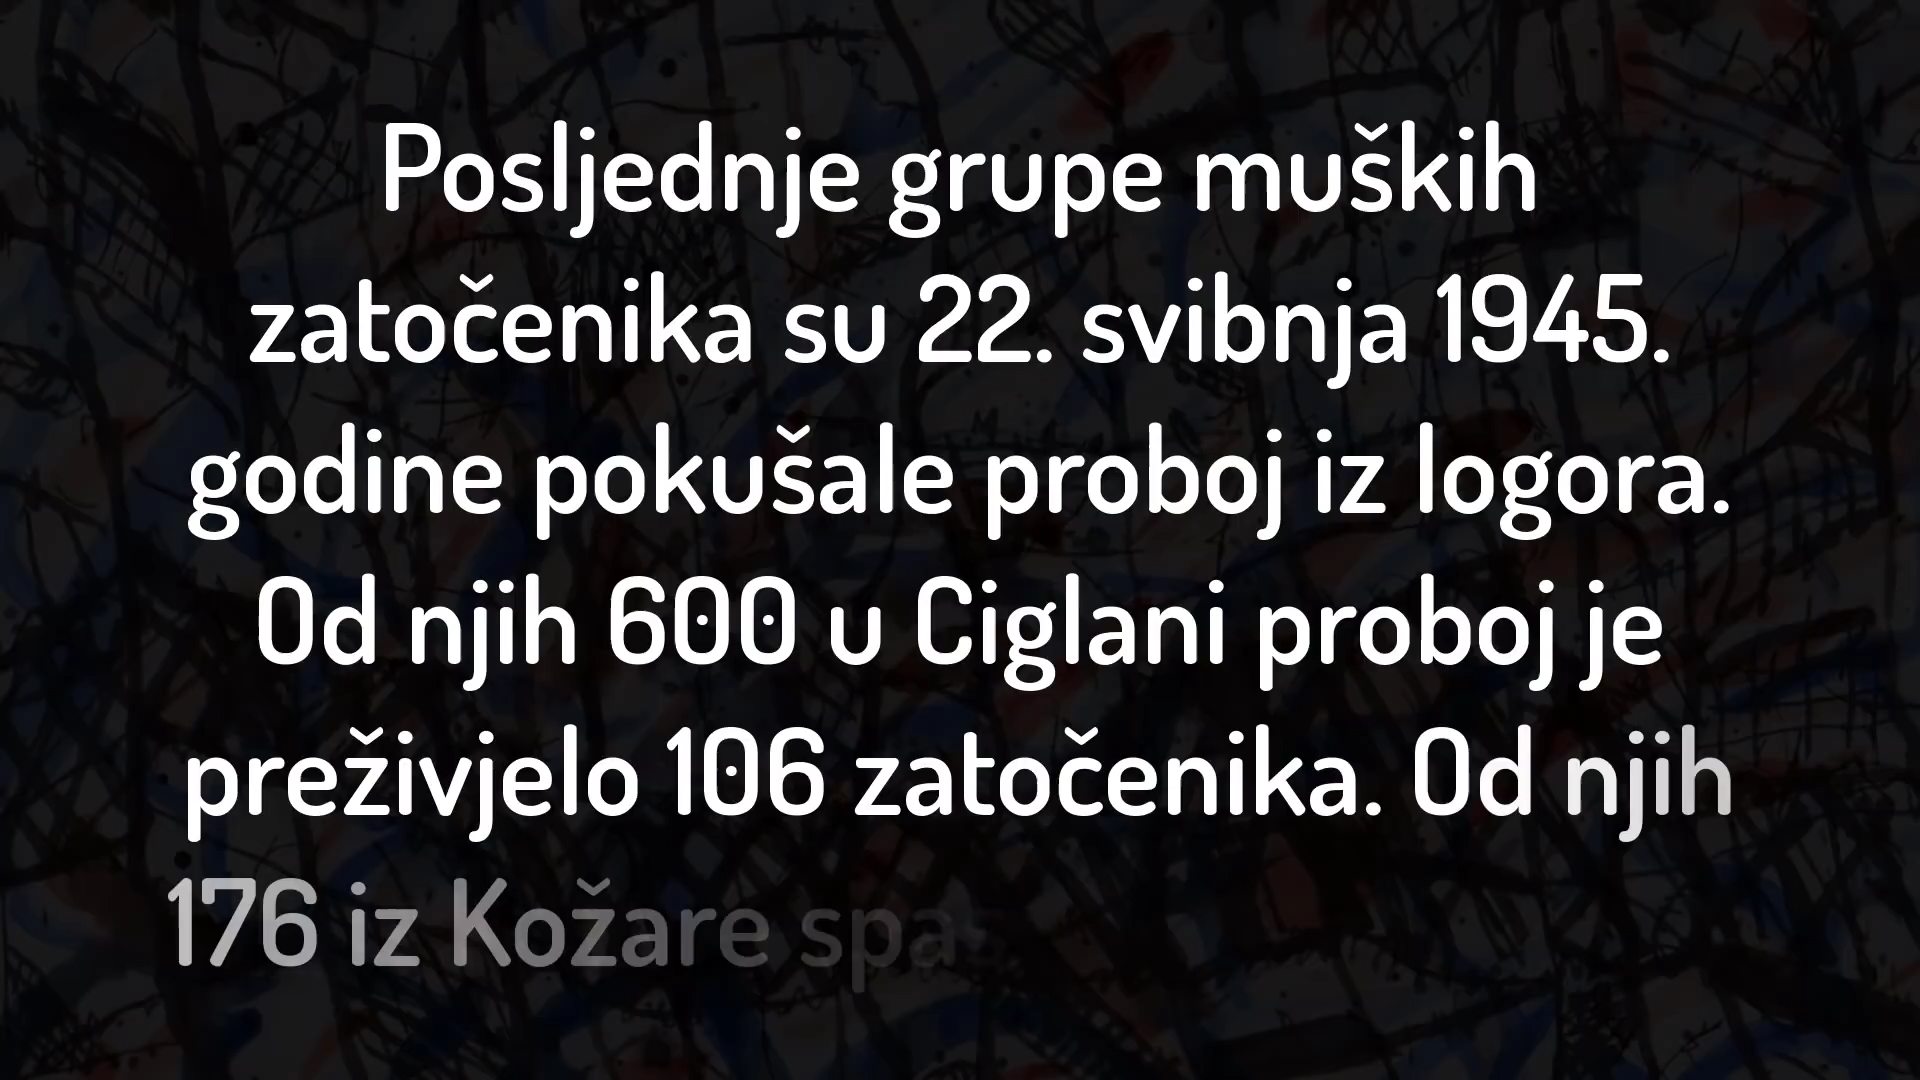 Posljednje grupe muških
zatočenika su 22. svibnja 1945.
godine pokušale proboj iz logora.
Od njih 600 u Ciglani proboj je
preživjelo 106 zatočenika. Od njih
176 iz Kožare